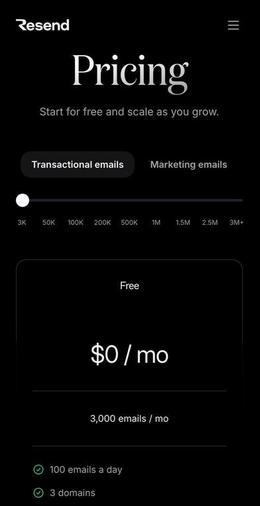 Resend
Pricing
Start for free and scale as you grow.
Transactional emails Marketing emails
3K 50K 100K 200K 500K 1M 1.5M 2.5M 3M+
Free
$0 / mo
3,000 emails / mo
100 emails a day
3 domains